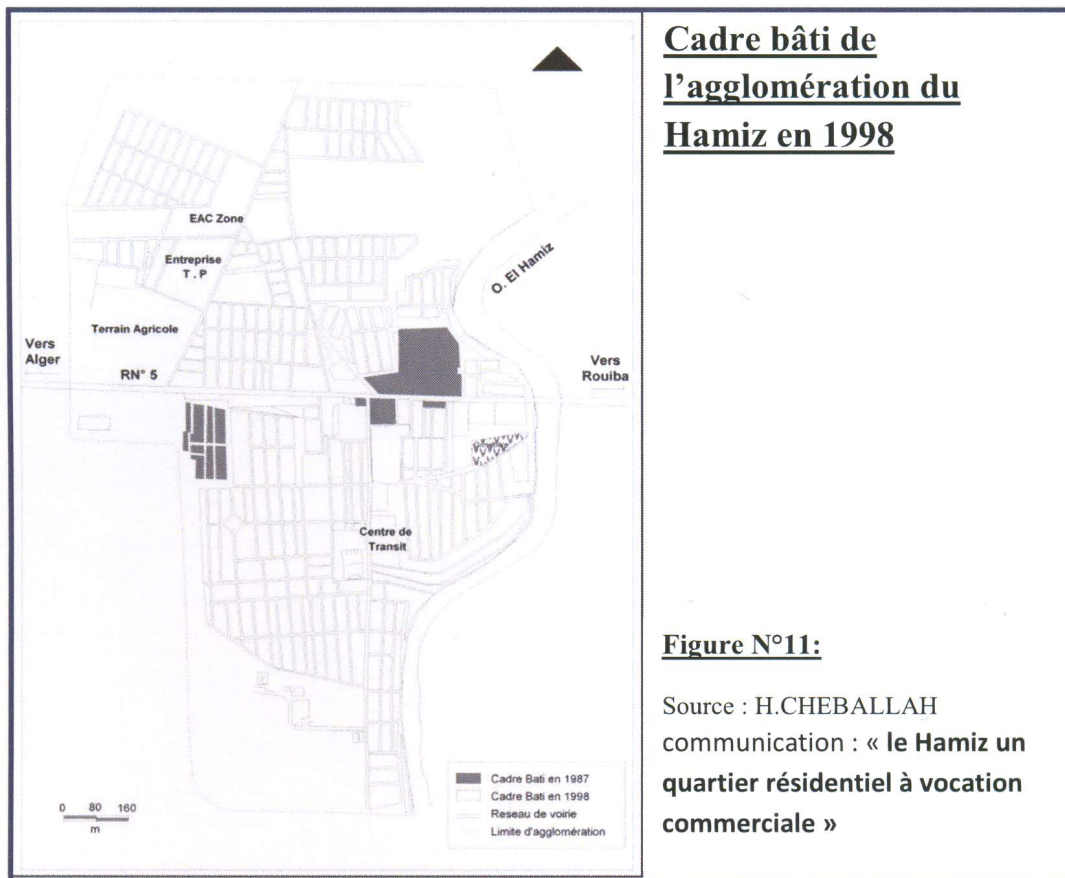 Cadre bâti de
l'agglomération du
Hamiz en 1998
EAC Zone
Entreprise
T . P
O. El Hamiz
Terrain Agricole
Vers
Alger
RN° 5
Vers
Rouiba
Centre de
Transit
Cadre Bati en 1987
Cadre Bati en 1998
Reseau de voirie
Limite d'agglomération
0 80 160
m
Figure N°11:
Source : H.CHEBALLAH
communication : « le Hamiz un
quartier résidentiel à vocation
commerciale »